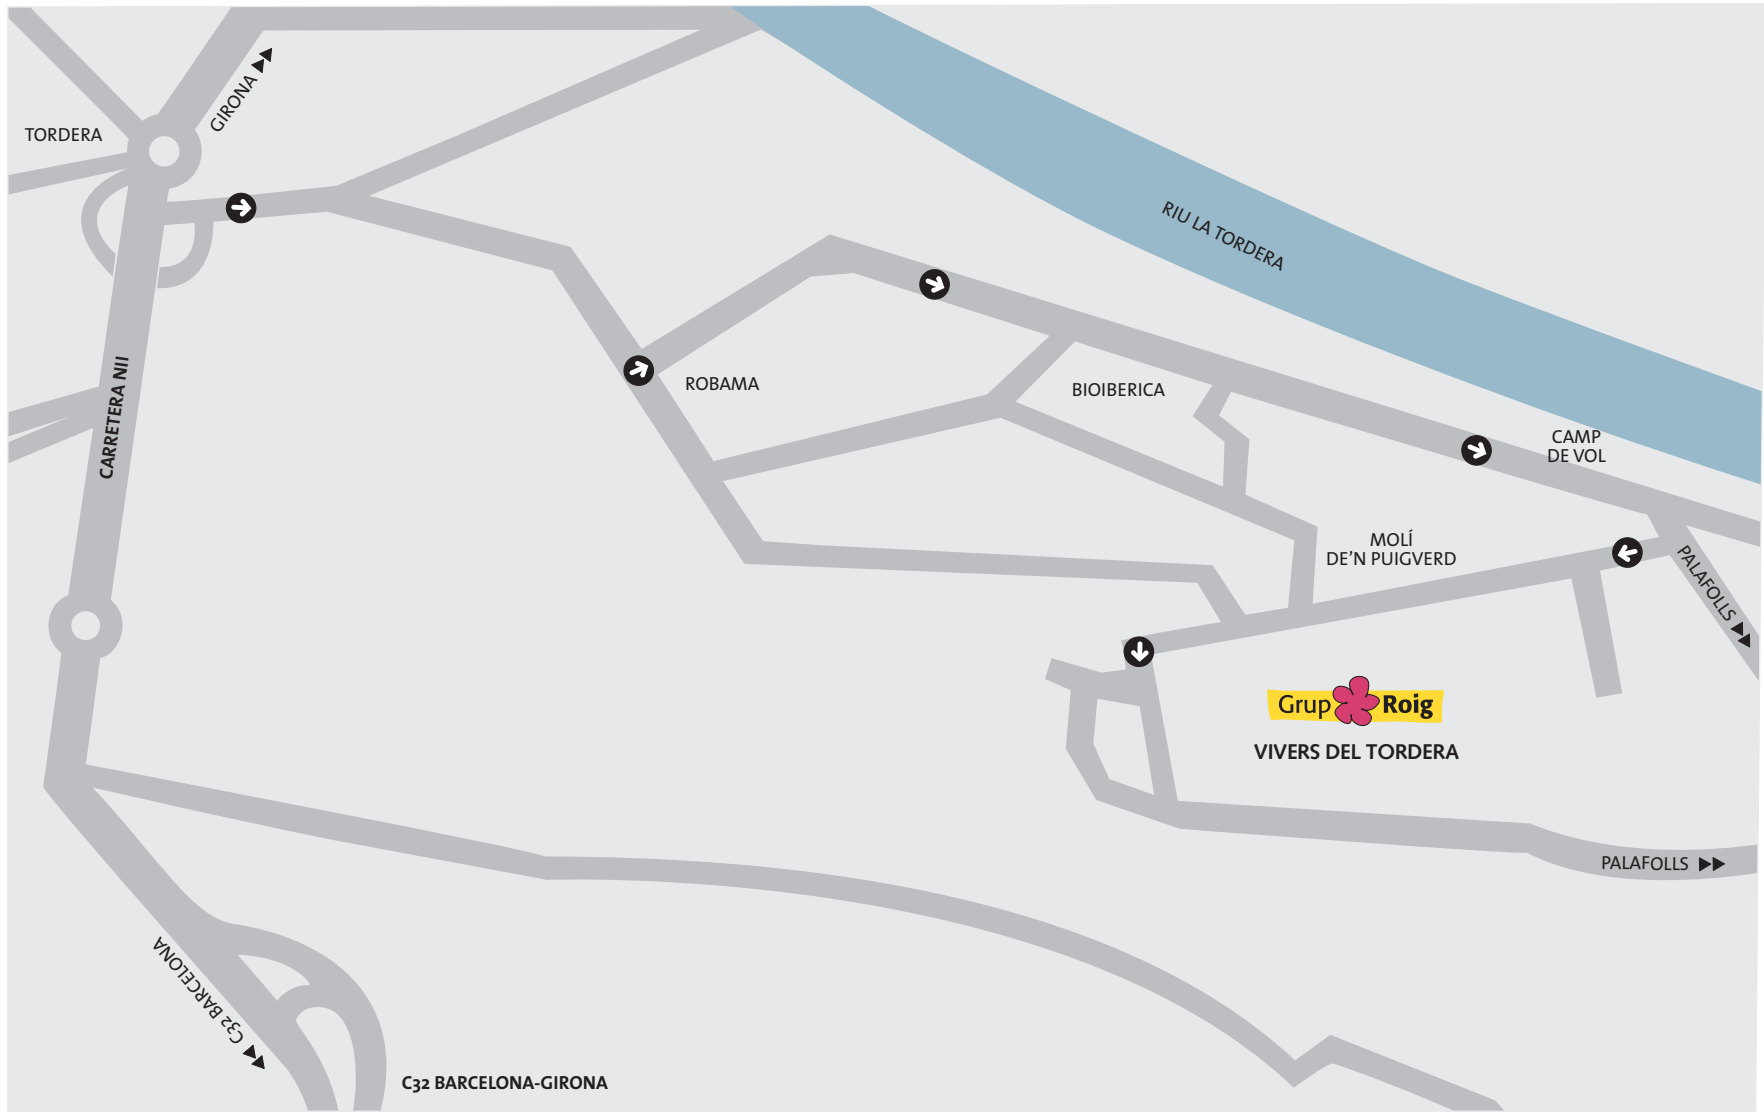 GIRONA
TORDERA
RIU LA TORDERA
CARRETERA NII
ROBAMA
BIOIBERICA
CAMP
DE VOL
MOLÍ
DE'N PUIGVERD
PALAFOLLS
Grup Roig
VIVERS DEL TORDERA
PALAFOLLS
C32 BARCELONA
C32 BARCELONA-GIRONA